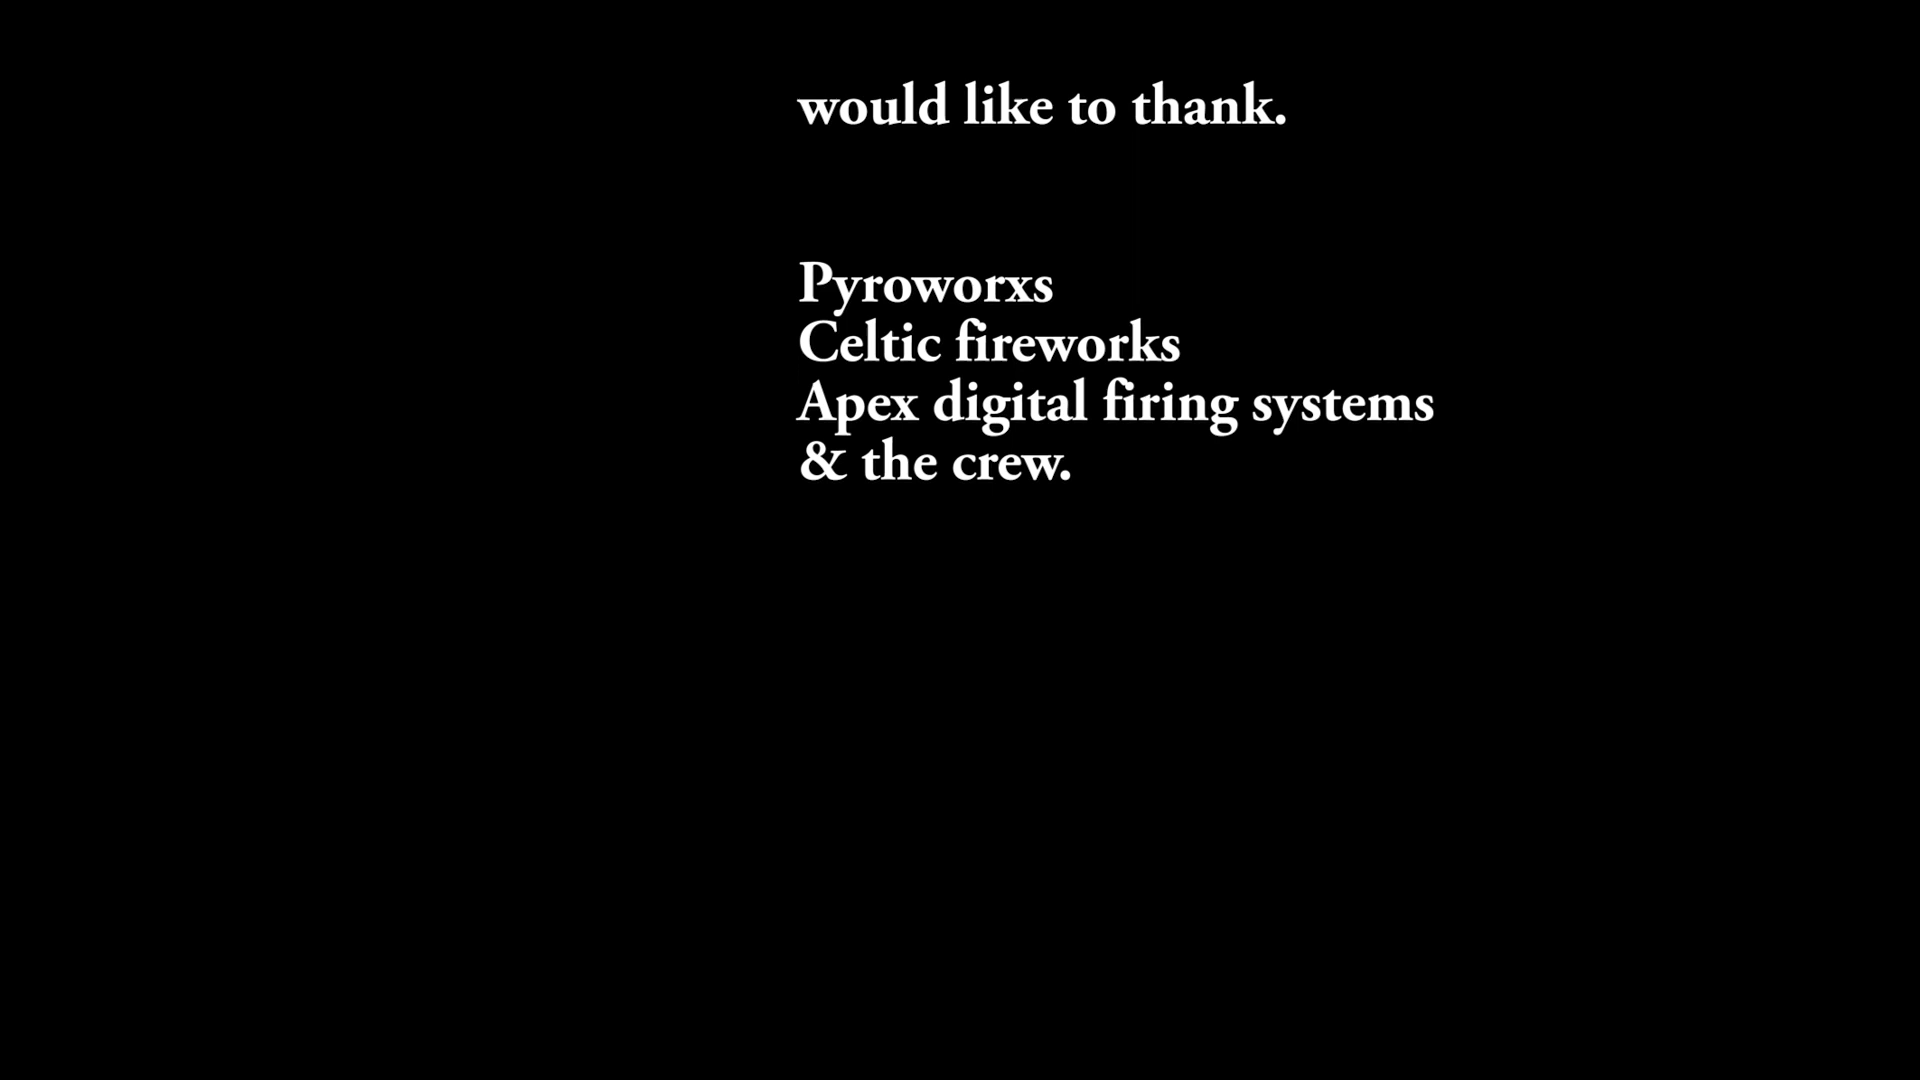 would like to thank.
Pyroworxs
Celtic fireworks
Apex digital firing systems
& the crew.